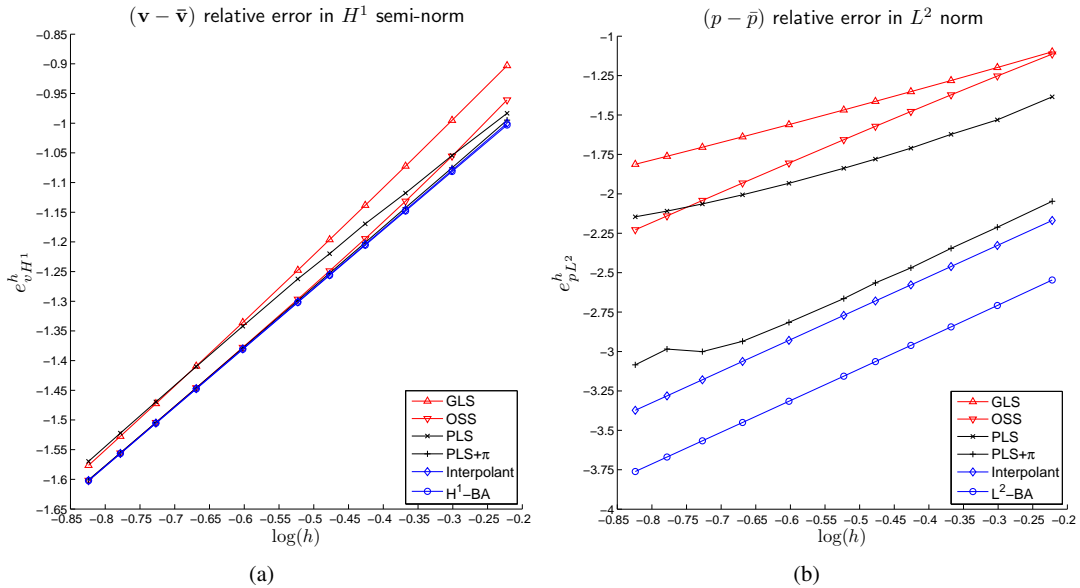 (v − v̄) relative error in H¹ semi-norm
-0.85
-0.9
-0.95
-1
-1.05
-1.1
-1.15
-1.2
-1.25
-1.3
-1.35
-1.4
-1.45
-1.5
-1.55
-1.6
-1.65
e^h_{vH¹}
GLS
OSS
PLS
PLS+π
Interpolant
H¹−BA
-0.85 -0.8 -0.75 -0.7 -0.65 -0.6 -0.55 -0.5 -0.45 -0.4 -0.35 -0.3 -0.25 -0.2
log(h)
(a)
(p − p̄) relative error in L² norm
-1
-1.25
-1.5
-1.75
-2
-2.25
-2.5
-2.75
-3
-3.25
-3.5
-3.75
-4
e^h_{pL²}
GLS
OSS
PLS
PLS+π
Interpolant
L²−BA
-0.85 -0.8 -0.75 -0.7 -0.65 -0.6 -0.55 -0.5 -0.45 -0.4 -0.35 -0.3 -0.25 -0.2
log(h)
(b)